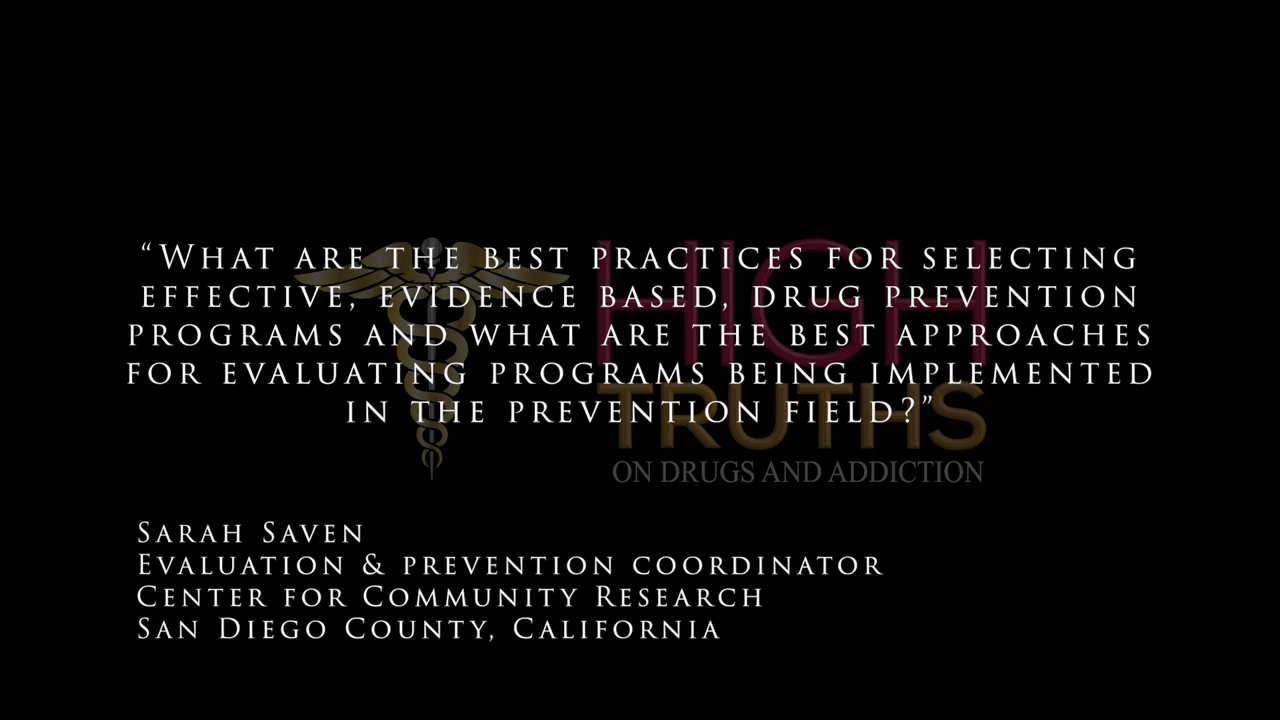 “What are the best practices for selecting
effective, evidence based, drug prevention
programs and what are the best approaches
for evaluating programs being implemented
in the prevention field?”
HIGH
TRUTHS
ON DRUGS AND ADDICTION
Sarah Saven
Evaluation & prevention coordinator
Center for Community Research
San Diego County, California